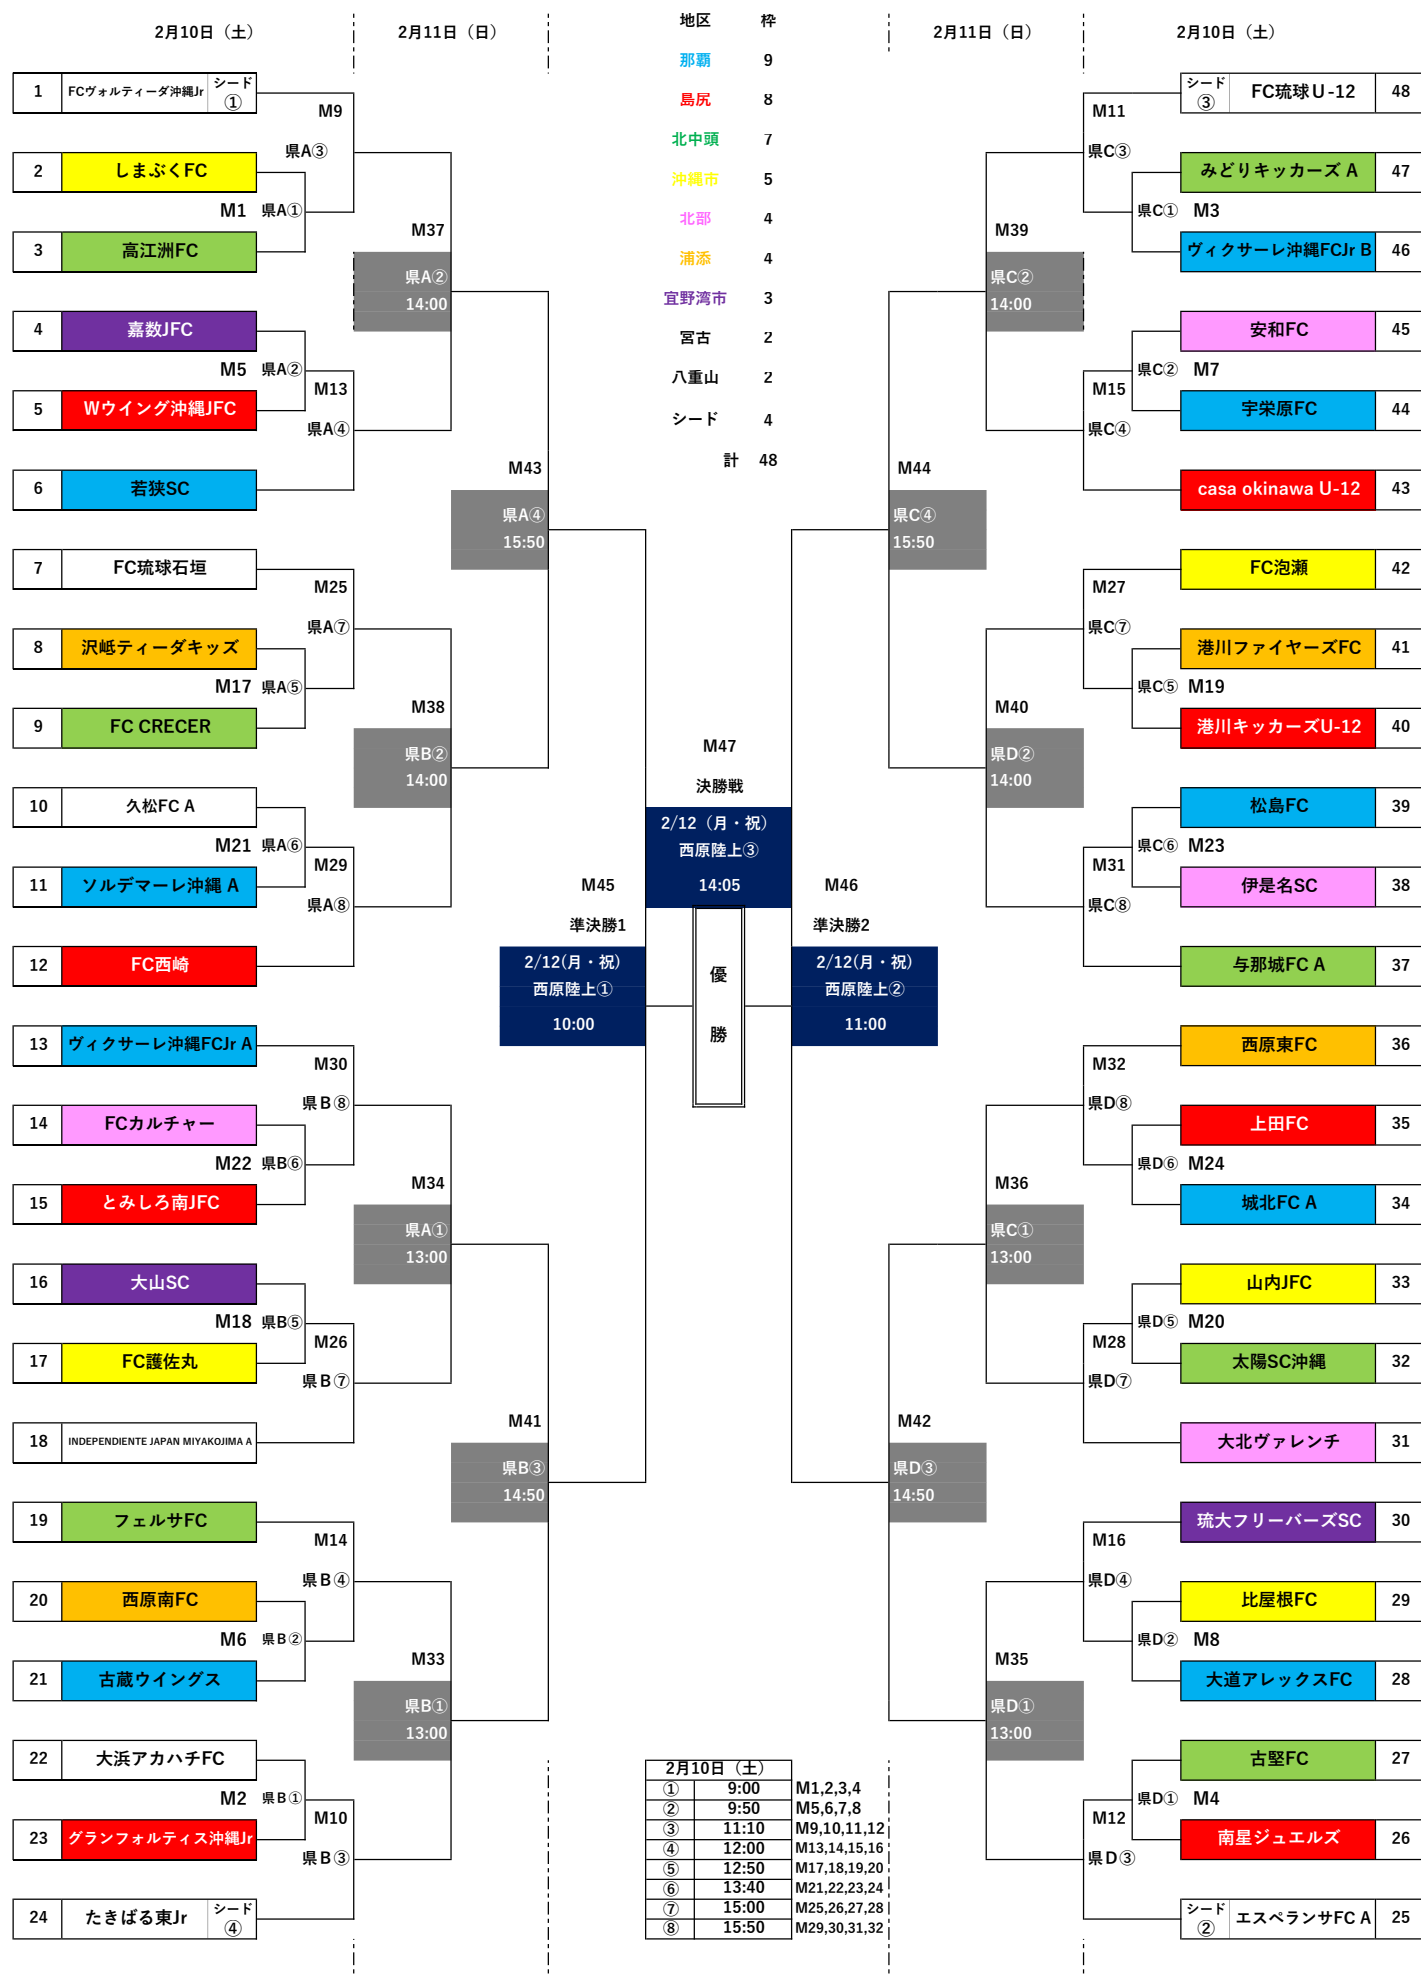 2月10日（土）
2月11日（日）
地区 枠
2月11日（日）
2月10日（土）
那覇 9
島尻 8
北中頭 7
沖縄市 5
北部 4
浦添 4
宜野湾市 3
宮古 2
八重山 2
シード 4
計 48
1 FCヴォルティーダ沖縄Jr シード①
M9
県A③
2 しまぶくFC
M1 県A①
3 高江洲FC
M37
県A②
14:00
4 嘉数JFC
M5 県A②
M13
5 Wウイング沖縄JFC
県A④
6 若狭SC
M43
県A④
15:50
7 FC琉球石垣
M25
県A⑦
8 沢岻ティーダキッズ
M17 県A⑤
9 FC CRECER
M38
県B②
14:00
10 久松FC A
M21 県A⑥
M29
11 ソルデマーレ沖縄 A
県A⑧
12 FC西崎
13 ヴィクサーレ沖縄FCJr A
M30
県B⑧
14 FCカルチャー
M22 県B⑥
15 とみしろ南JFC
M34
県A①
13:00
16 大山SC
M18 県B⑤
M26
17 FC護佐丸
県B⑦
18 INDEPENDIENTE JAPAN MIYAKOJIMA A
M41
県B③
14:50
19 フェルサFC
M14
県B④
20 西原南FC
M6 県B②
21 古蔵ウイングス
M33
県B①
13:00
22 大浜アカハチFC
M2 県B①
M10
23 グランフォルティス沖縄Jr
県B③
24 たきばる東Jr シード④
M47
決勝戦
2/12（月・祝）
西原陸上③
14:05
M45
準決勝1
2/12(月・祝)
西原陸上①
10:00
優
勝
M46
準決勝2
2/12(月・祝)
西原陸上②
11:00
シード③ FC琉球U-12 48
M11
県C③
みどりキッカーズ A 47
県C① M3
ヴィクサーレ沖縄FCJr B 46
M39
県C②
14:00
安和FC 45
県C② M7
M15
宇栄原FC 44
県C④
casa okinawa U-12 43
M44
県C④
15:50
FC泡瀬 42
M27
県C⑦
港川ファイヤーズFC 41
県C⑤ M19
港川キッカーズU-12 40
M40
県D②
14:00
松島FC 39
県C⑥ M23
M31
伊是名SC 38
県C⑧
与那城FC A 37
西原東FC 36
M32
県D⑧
上田FC 35
県D⑥ M24
城北FC A 34
M36
県C①
13:00
山内JFC 33
県D⑤ M20
M28
太陽SC沖縄 32
県D⑦
大北ヴァレンチ 31
M42
県D③
14:50
琉大フリーバーズSC 30
M16
県D④
比屋根FC 29
県D② M8
大道アレックスFC 28
M35
県D①
13:00
古堅FC 27
県D① M4
M12
南星ジュエルズ 26
県D③
シード② エスペランサFC A 25
2月10日（土）
① 9:00 M1,2,3,4
② 9:50 M5,6,7,8
③ 11:10 M9,10,11,12
④ 12:00 M13,14,15,16
⑤ 12:50 M17,18,19,20
⑥ 13:40 M21,22,23,24
⑦ 15:00 M25,26,27,28
⑧ 15:50 M29,30,31,32